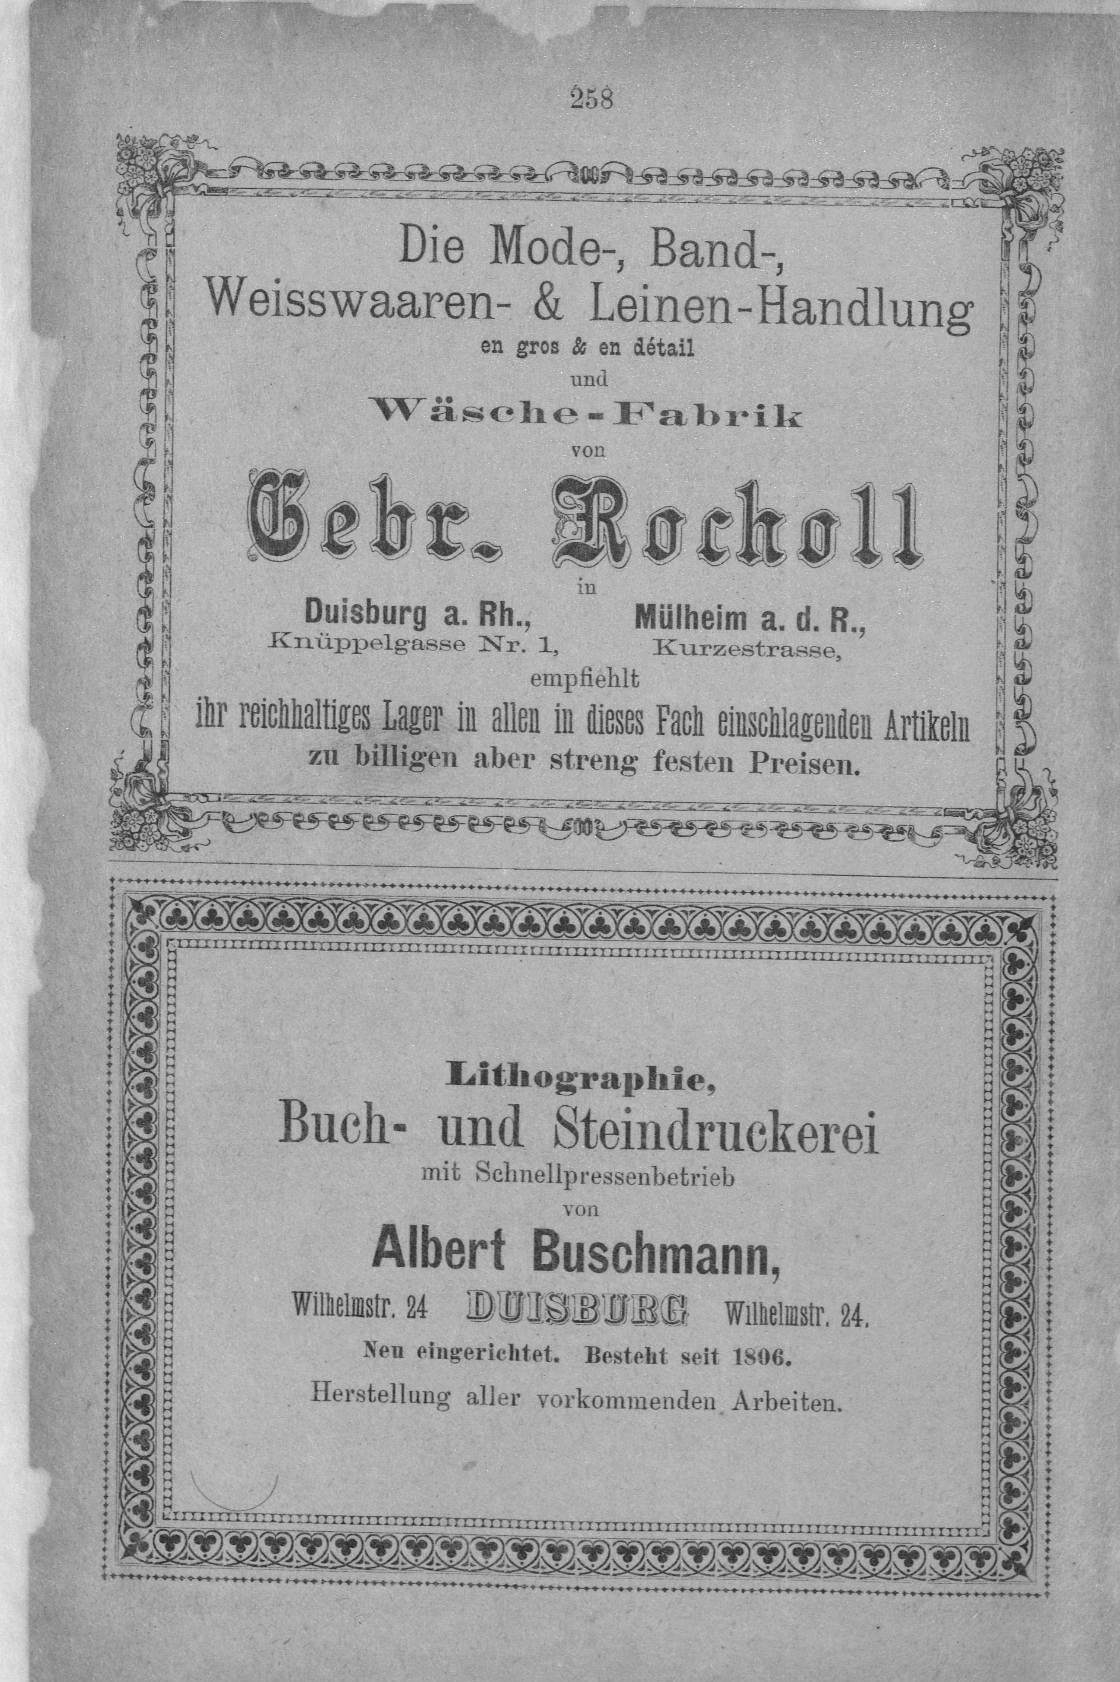 258
Die Mode-, Band-,
Weisswaaren- & Leinen-Handlung
en gros & en détail
und
Wäsche-Fabrik
von
Gebr. Rocholl
in
Duisburg a. Rh., Mülheim a. d. R.,
Knüppelgasse Nr. 1, Kurzestrasse,
empfiehlt
ihr reichhaltiges Lager in allen in dieses Fach einschlagenden Artikeln
zu billigen aber streng festen Preisen.
Lithographie,
Buch- und Steindruckerei
mit Schnellpressenbetrieb
von
Albert Buschmann,
Wilhelmstr. 24 DUISBURG Wilhelmstr. 24.
Neu eingerichtet. Besteht seit 1806.
Herstellung aller vorkommenden Arbeiten.